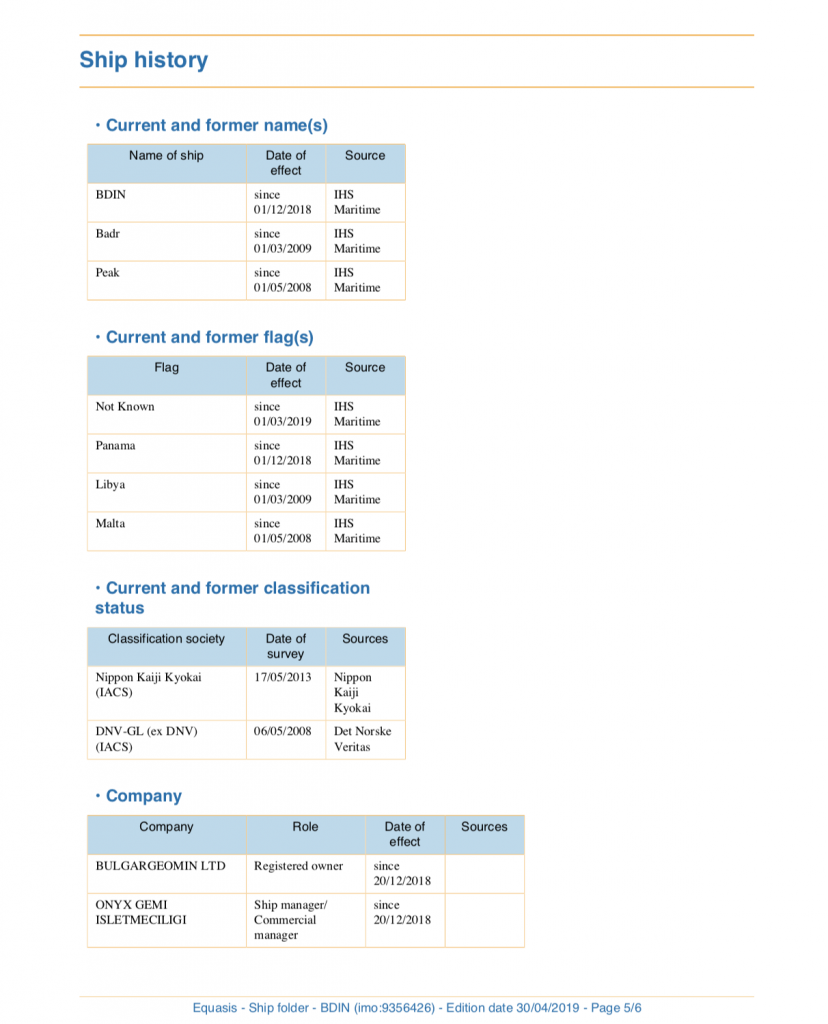 Ship history
• Current and former name(s)
Name of ship Date of effect Source
BDIN since 01/12/2018 IHS Maritime
Badr since 01/03/2009 IHS Maritime
Peak since 01/05/2008 IHS Maritime
• Current and former flag(s)
Flag Date of effect Source
Not Known since 01/03/2019 IHS Maritime
Panama since 01/12/2018 IHS Maritime
Libya since 01/03/2009 IHS Maritime
Malta since 01/05/2008 IHS Maritime
• Current and former classification
status
Classification society Date of survey Sources
Nippon Kaiji Kyokai (IACS) 17/05/2013 Nippon Kaiji Kyokai
DNV-GL (ex DNV) (IACS) 06/05/2008 Det Norske Veritas
• Company
Company Role Date of effect Sources
BULGARGEOMIN LTD Registered owner since 20/12/2018
ONYX GEMI ISLETMECILIGI Ship manager/ Commercial manager since 20/12/2018
Equasis - Ship folder - BDIN (imo:9356426) - Edition date 30/04/2019 - Page 5/6